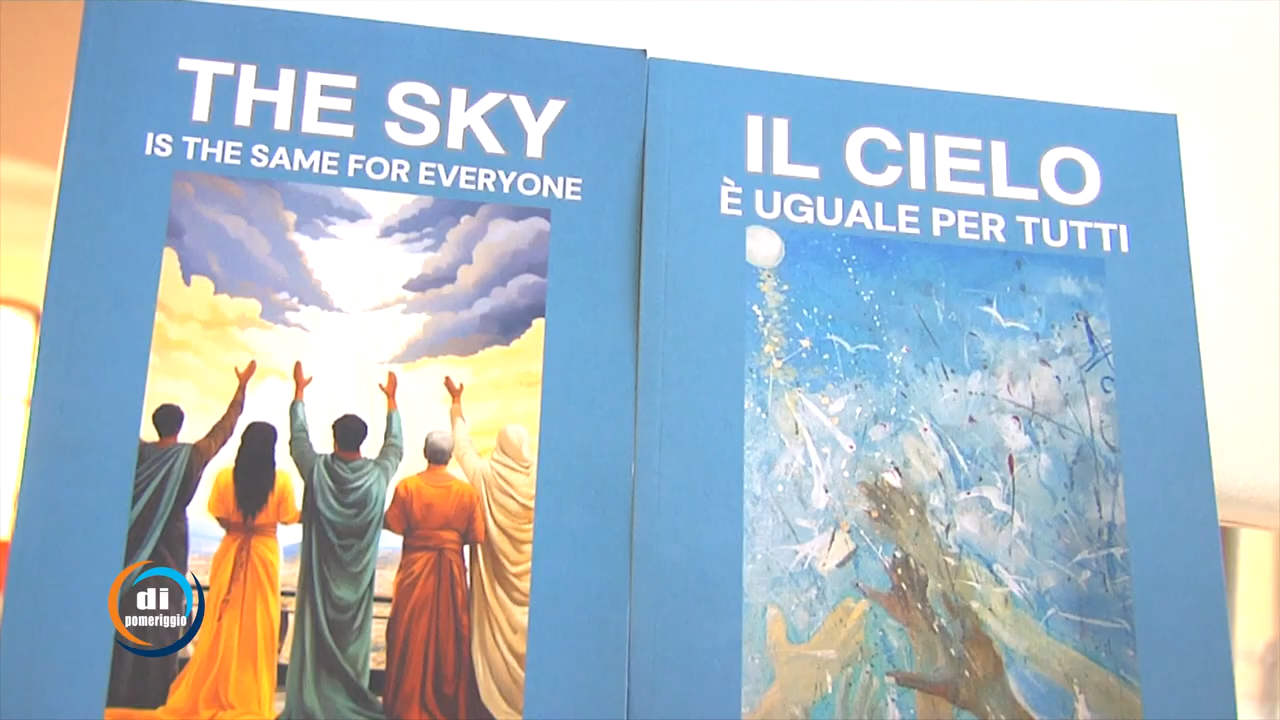 THE SKY
IS THE SAME FOR EVERYONE
IL CIELO
È UGUALE PER TUTTI
di
pomeriggio